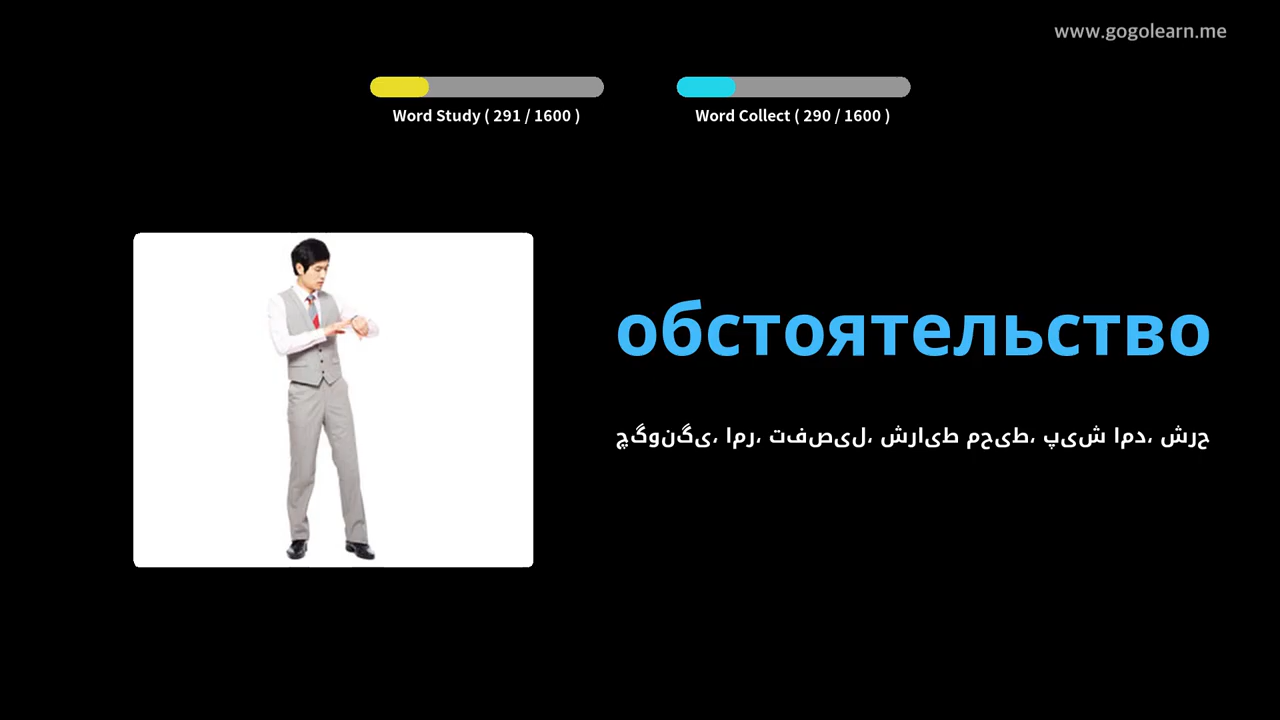 www.gogolearn.me
Word Study ( 291 / 1600 )
Word Collect ( 290 / 1600 )
обстоятельство
چگونگی، امر، تفصیل، شرایط محیط، پیش امد، شرح